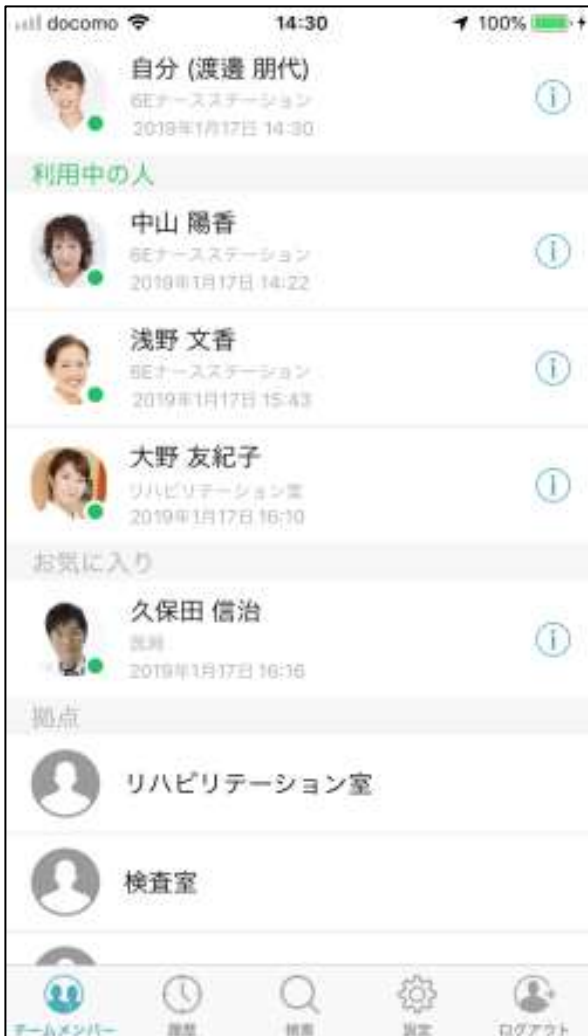 docomo 14:30 100%
自分 (渡邊 朋代)
6Eナースステーション
2019年1月17日 14:30
利用中の人
中山 陽香
6Eナースステーション
2019年1月17日 14:22
浅野 文香
6Eナースステーション
2019年1月17日 15:43
大野 友紀子
リハビリテーション室
2019年1月17日 16:10
お気に入り
久保田 信治
2019年1月17日 16:16
拠点
リハビリテーション室
検査室
チームメンバー 履歴 検索 設定 ログアウト